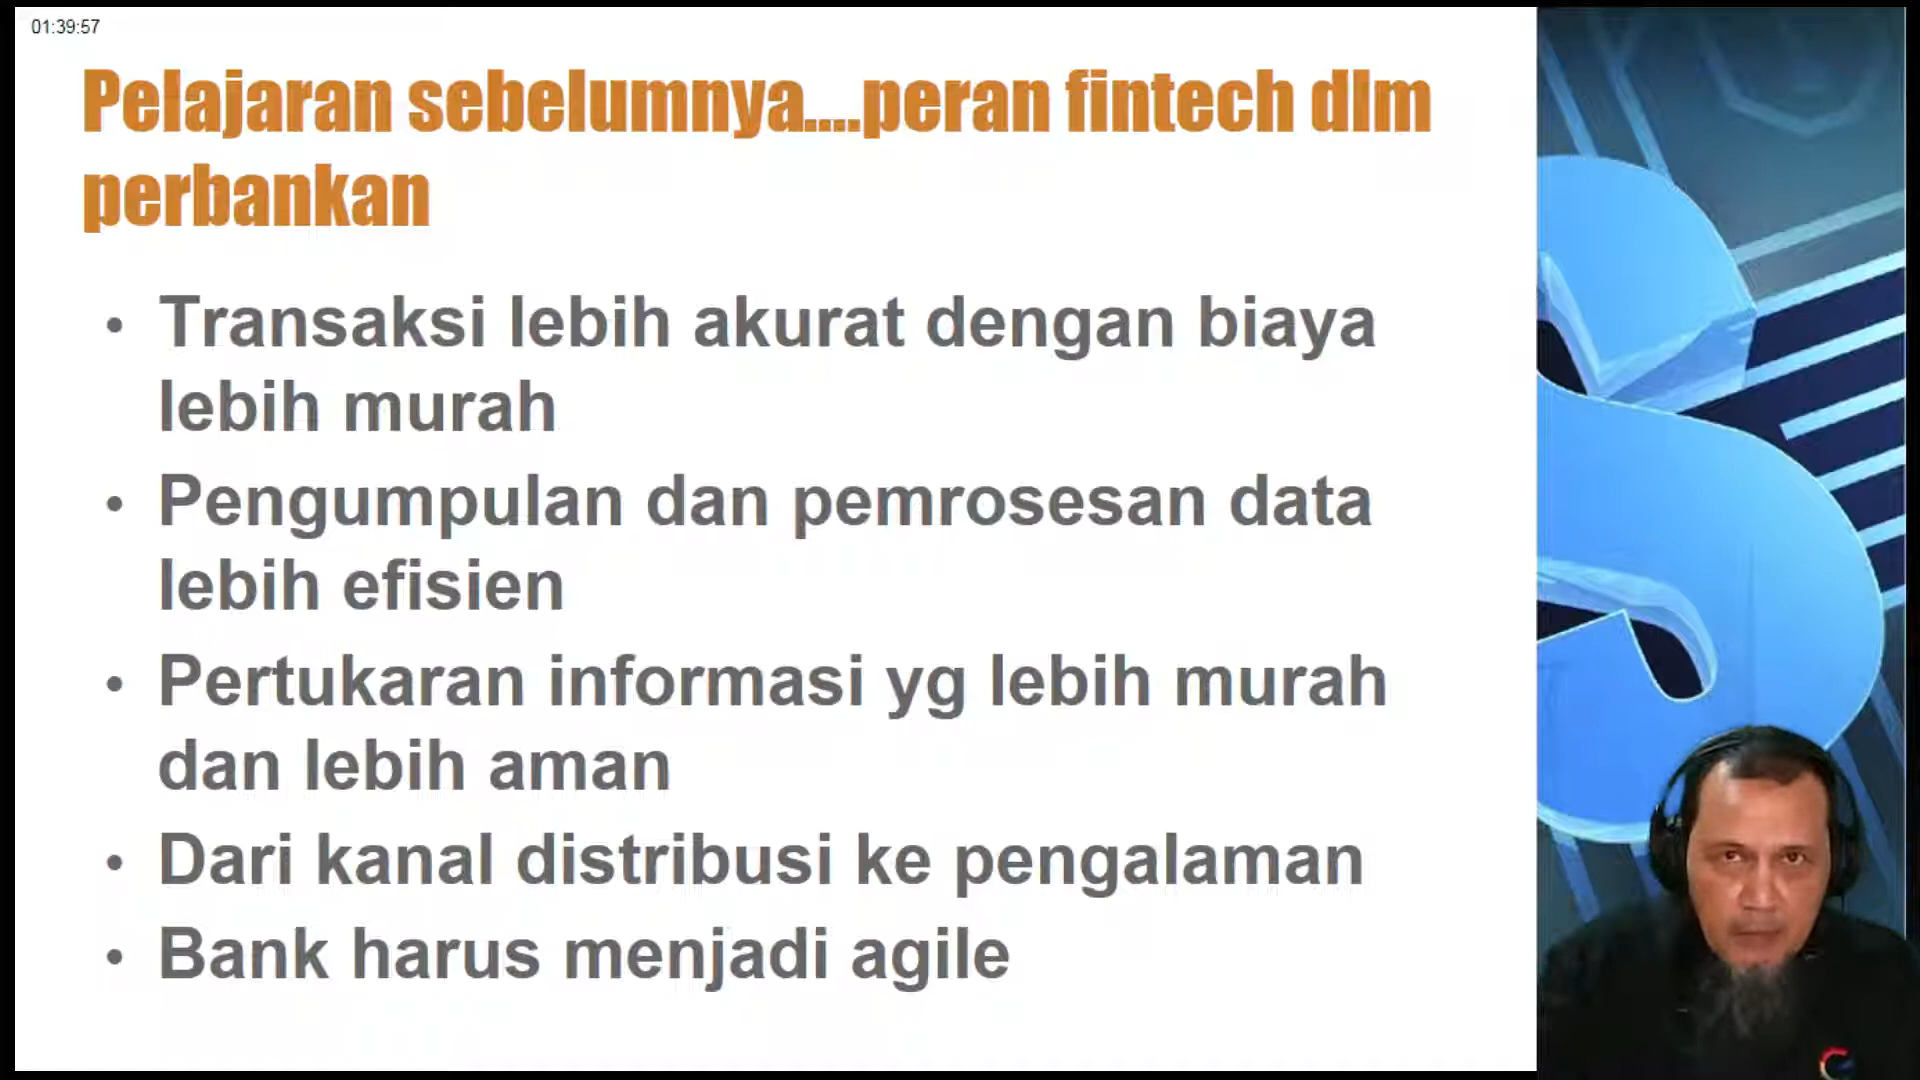 01:39:57
Pelajaran sebelumnya....peran fintech dlm
perbankan
• Transaksi lebih akurat dengan biaya
lebih murah
• Pengumpulan dan pemrosesan data
lebih efisien
• Pertukaran informasi yg lebih murah
dan lebih aman
• Dari kanal distribusi ke pengalaman
• Bank harus menjadi agile